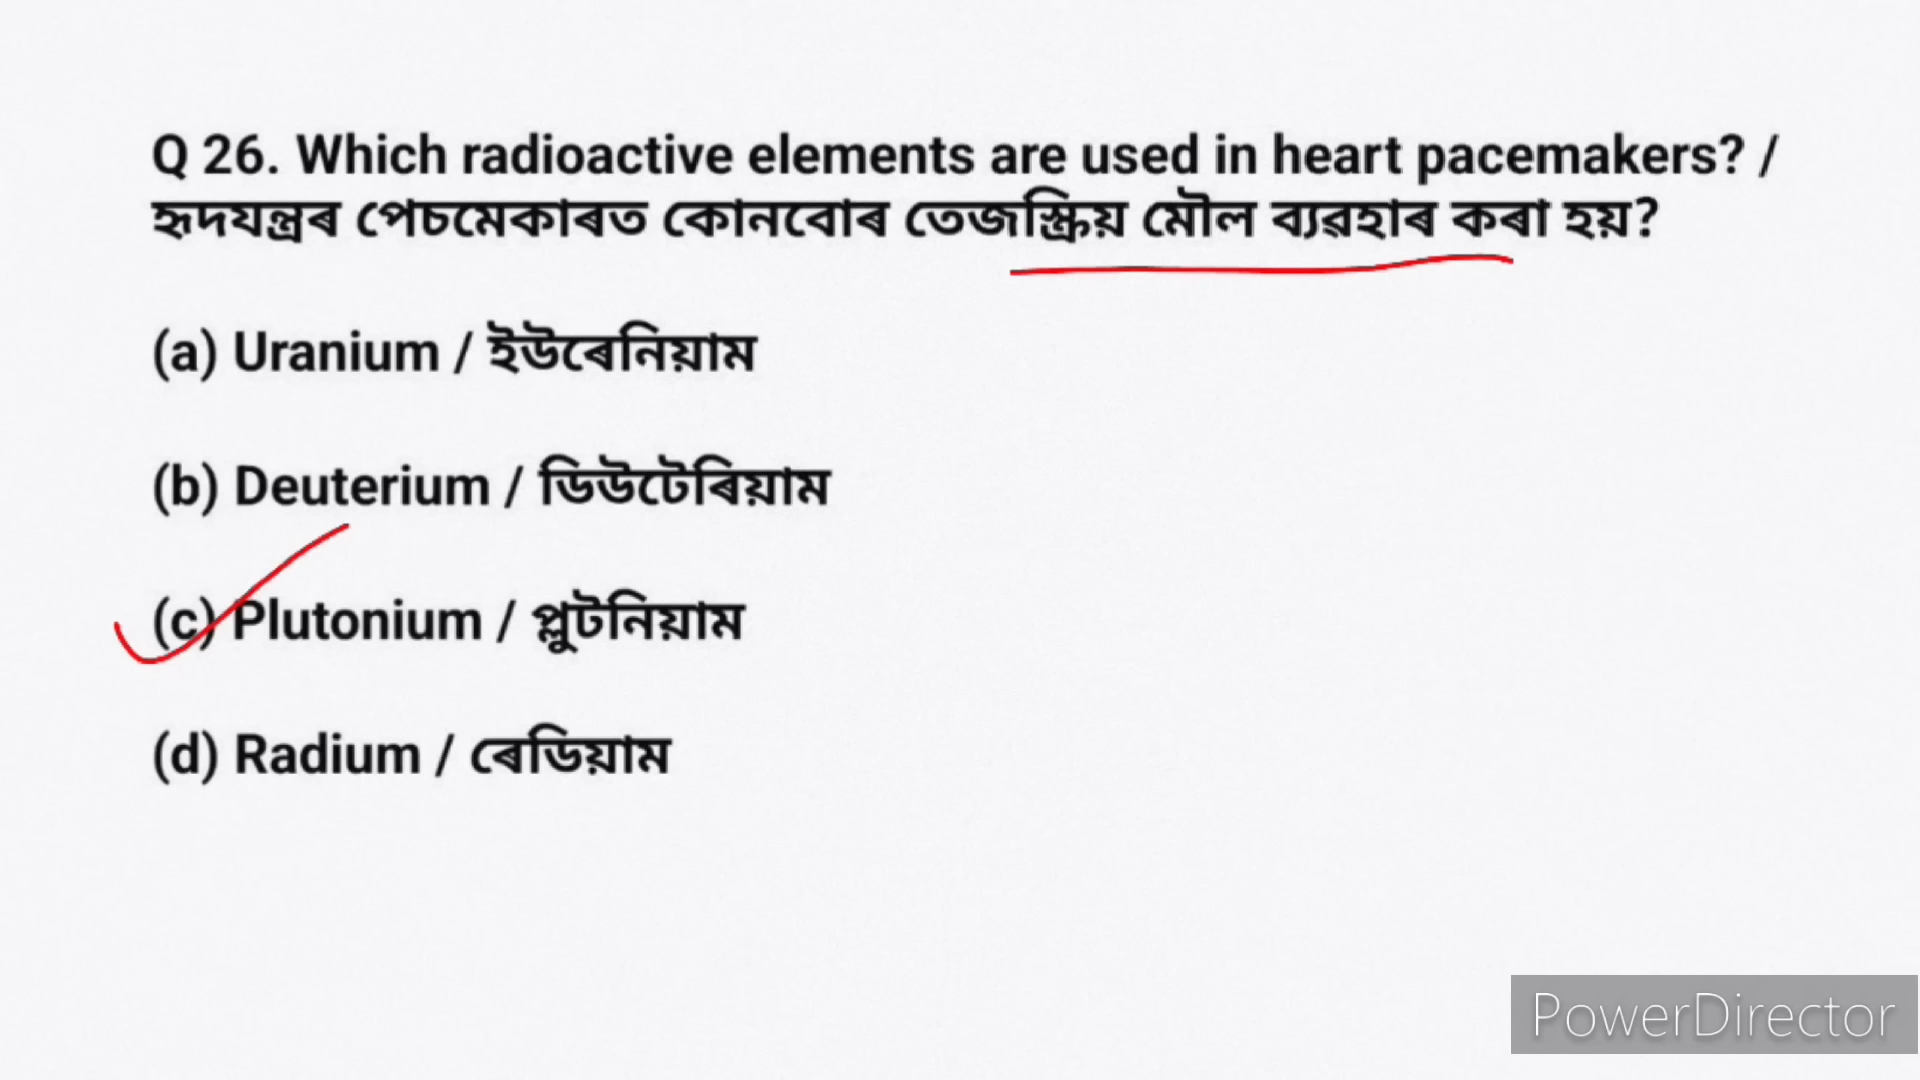 Q 26. Which radioactive elements are used in heart pacemakers? /
হৃদযন্ত্ৰৰ পেচমেকাৰত কোনবোৰ তেজস্ক্ৰিয় মৌল ব্যৱহাৰ কৰা হয়?
(a) Uranium / ইউৰেনিয়াম
(b) Deuterium / ডিউটেৰিয়াম
(c) Plutonium / প্লুটনিয়াম
(d) Radium / ৰেডিয়াম
PowerDirector